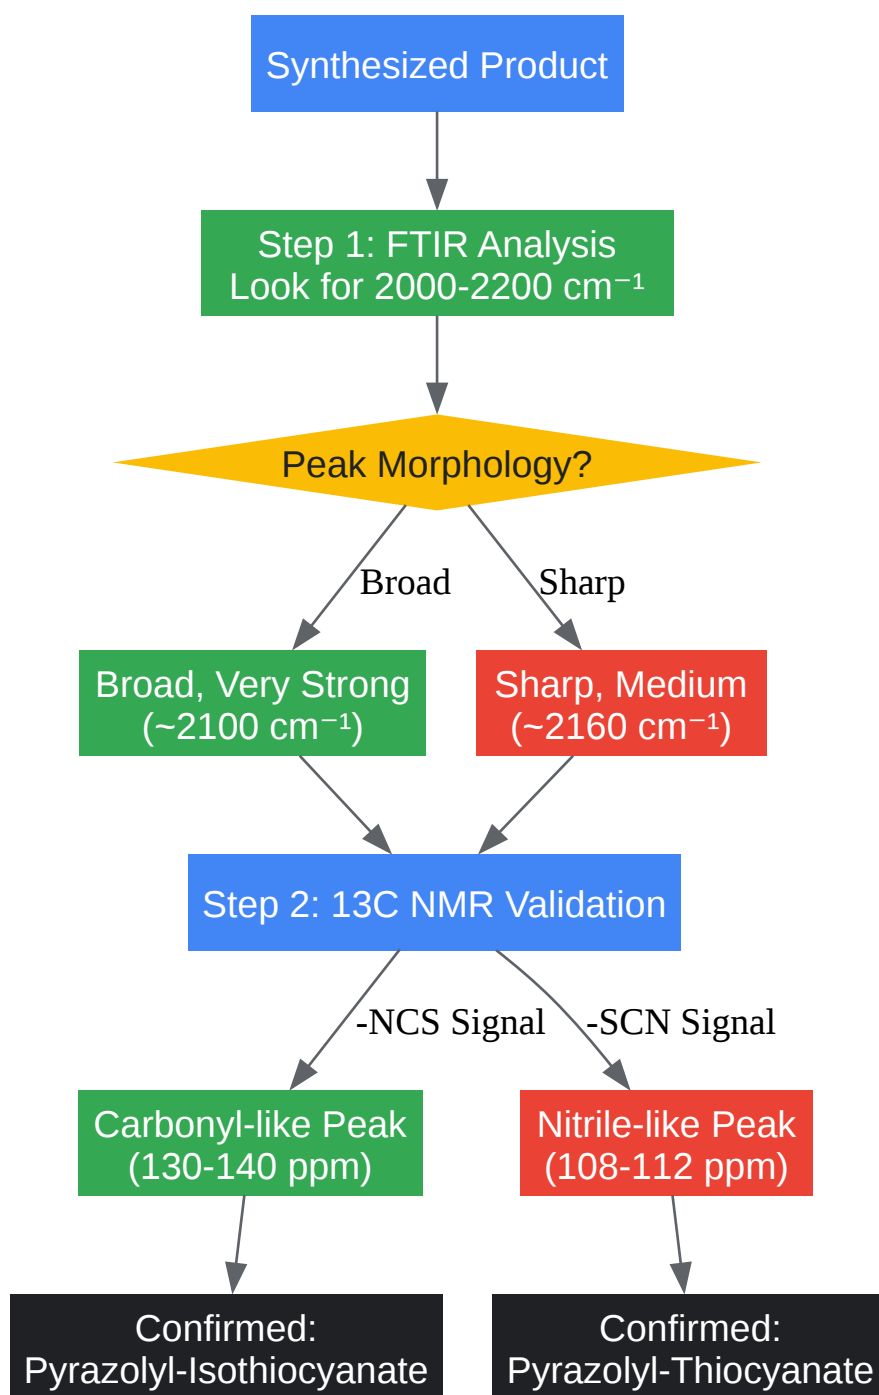 Synthesized Product
Step 1: FTIR Analysis
Look for 2000-2200 cm⁻¹
Peak Morphology?
Broad
Sharp
Broad, Very Strong
(~2100 cm⁻¹)
Sharp, Medium
(~2160 cm⁻¹)
Step 2: 13C NMR Validation
-NCS Signal
-SCN Signal
Carbonyl-like Peak
(130-140 ppm)
Nitrile-like Peak
(108-112 ppm)
Confirmed:
Pyrazolyl-Isothiocyanate
Confirmed:
Pyrazolyl-Thiocyanate